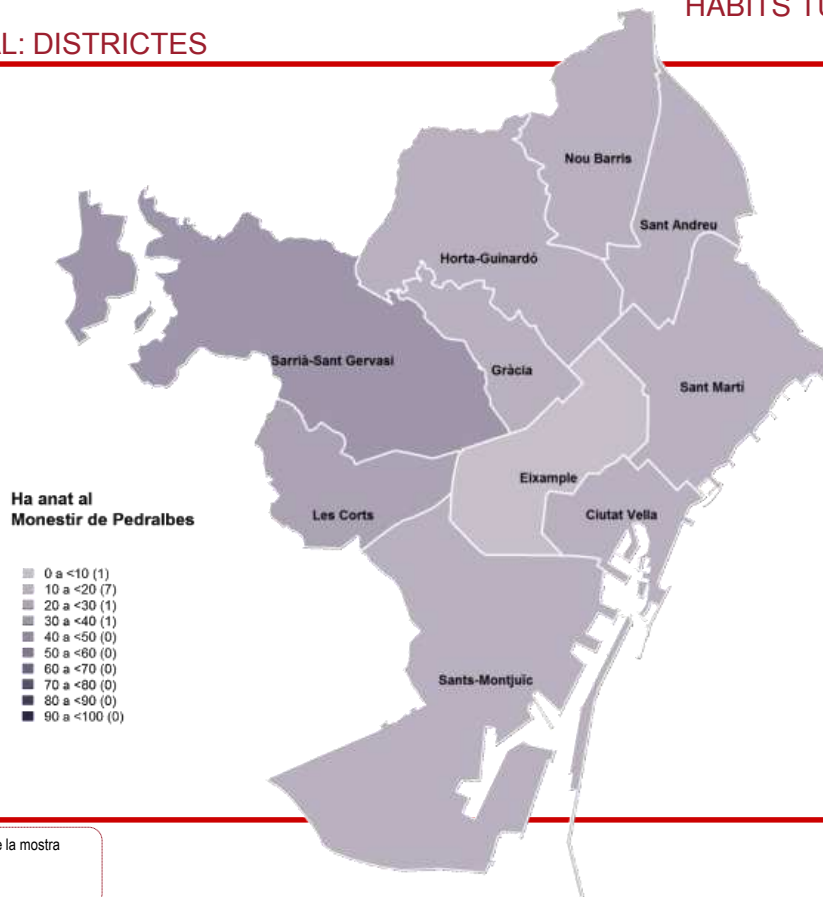 HÀBITS
L: DISTRICTES
Nou Barris
Sant Andreu
Horta-Guinardó
Sarrià-Sant Gervasi
Gràcia
Sant Martí
Eixample
Les Corts
Ciutat Vella
Sants-Montjuïc
Ha anat al
Monestir de Pedralbes
0 a <10 (1)
10 a <20 (7)
20 a <30 (1)
30 a <40 (1)
40 a <50 (0)
50 a <60 (0)
60 a <70 (0)
70 a <80 (0)
80 a <90 (0)
90 a <100 (0)
la mostra